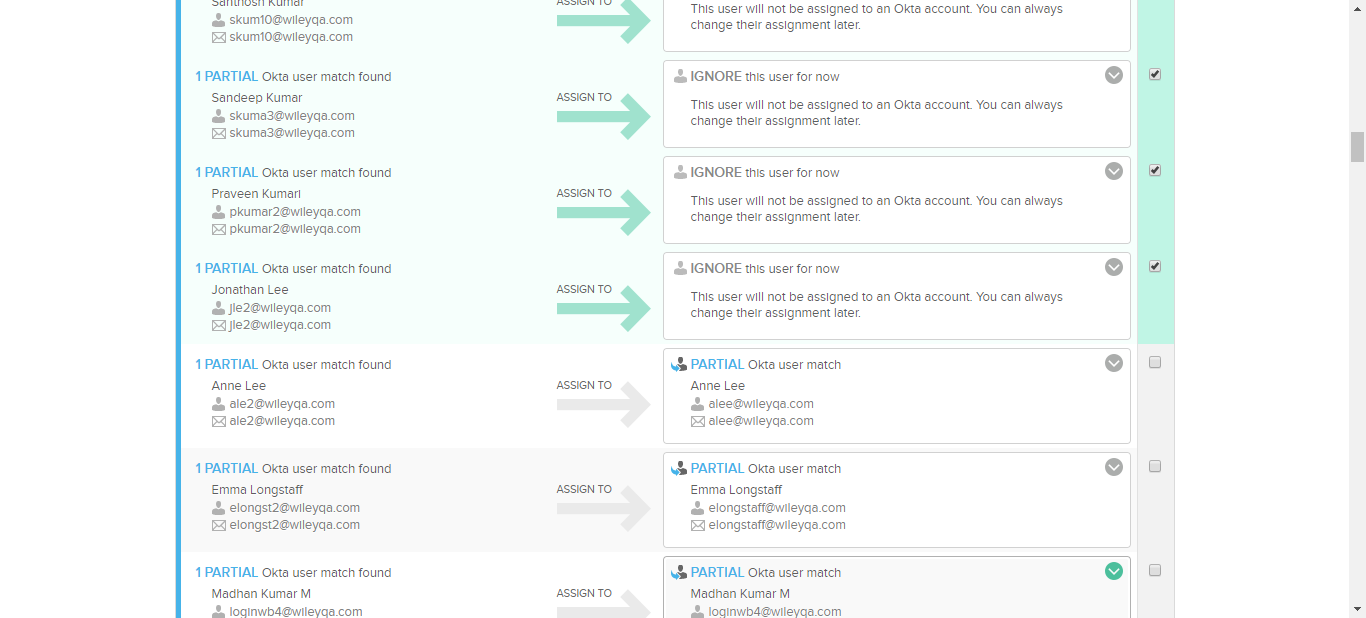 Santhosh Kumar
skum10@wileyqa.com
skum10@wileyqa.com
ASSIGN TO
This user will not be assigned to an Okta account. You can always
change their assignment later.
1 PARTIAL Okta user match found
Sandeep Kumar
skuma3@wileyqa.com
skuma3@wileyqa.com
ASSIGN TO
IGNORE this user for now
This user will not be assigned to an Okta account. You can always
change their assignment later.
1 PARTIAL Okta user match found
Praveen Kumari
pkumar2@wileyqa.com
pkumar2@wileyqa.com
ASSIGN TO
IGNORE this user for now
This user will not be assigned to an Okta account. You can always
change their assignment later.
1 PARTIAL Okta user match found
Jonathan Lee
jle2@wileyqa.com
jle2@wileyqa.com
ASSIGN TO
IGNORE this user for now
This user will not be assigned to an Okta account. You can always
change their assignment later.
1 PARTIAL Okta user match found
Anne Lee
ale2@wileyqa.com
ale2@wileyqa.com
ASSIGN TO
PARTIAL Okta user match
Anne Lee
alee@wileyqa.com
alee@wileyqa.com
1 PARTIAL Okta user match found
Emma Longstaff
elongst2@wileyqa.com
elongst2@wileyqa.com
ASSIGN TO
PARTIAL Okta user match
Emma Longstaff
elongstaff@wileyqa.com
elongstaff@wileyqa.com
1 PARTIAL Okta user match found
Madhan Kumar M
loginwb4@wileyqa.com
ASSIGN TO
PARTIAL Okta user match
Madhan Kumar M
loginwb4@wileyqa.com